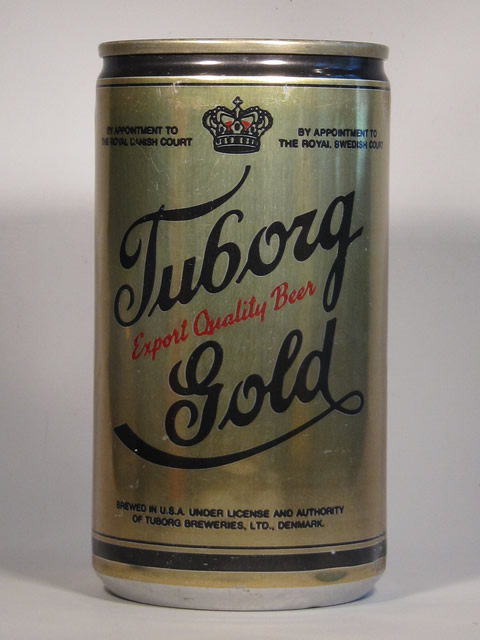 BY APPOINTMENT TO
THE ROYAL DANISH COURT
BY APPOINTMENT TO
THE ROYAL SWEDISH COURT
Tuborg
Export Quality Beer
Gold
BREWED IN U.S.A. UNDER LICENSE AND AUTHORITY
OF TUBORG BREWERIES, LTD., DENMARK.